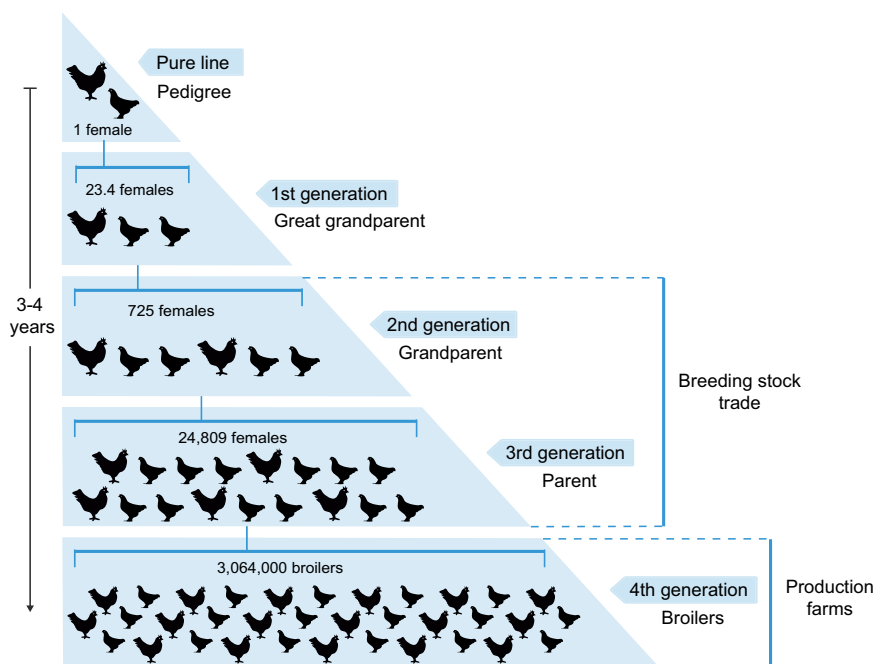 Pure line
Pedigree
1 female
23.4 females
1st generation
Great grandparent
3-4
years
725 females
2nd generation
Grandparent
Breeding stock
trade
24,809 females
3rd generation
Parent
3,064,000 broilers
4th generation
Broilers
Production
farms